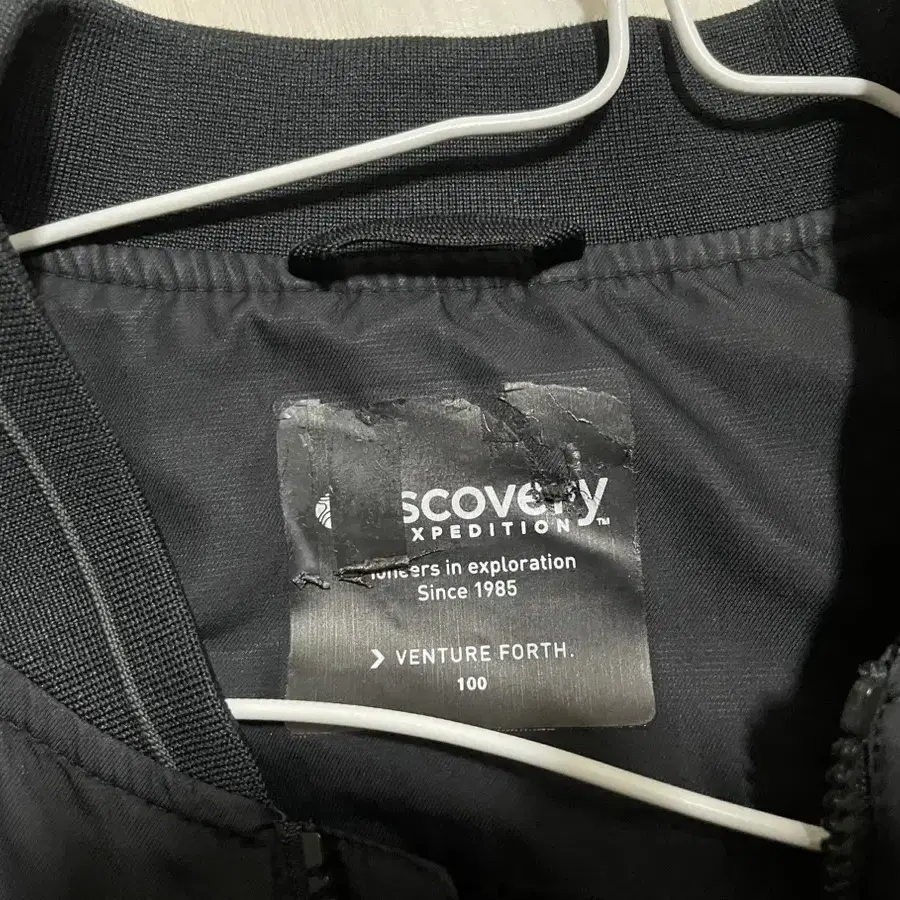 scovery
XPEDITION™
ioneers in exploration
Since 1985
❯ VENTURE FORTH.
100